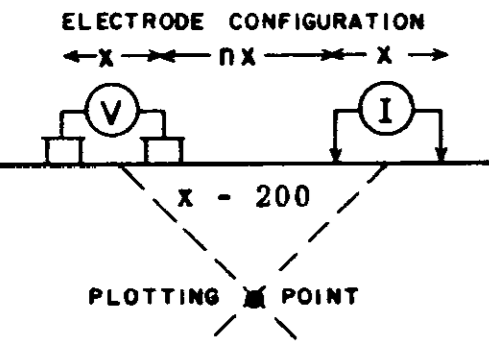 ELECTRODE CONFIGURATION
x nx x
V I
x - 200
PLOTTING POINT